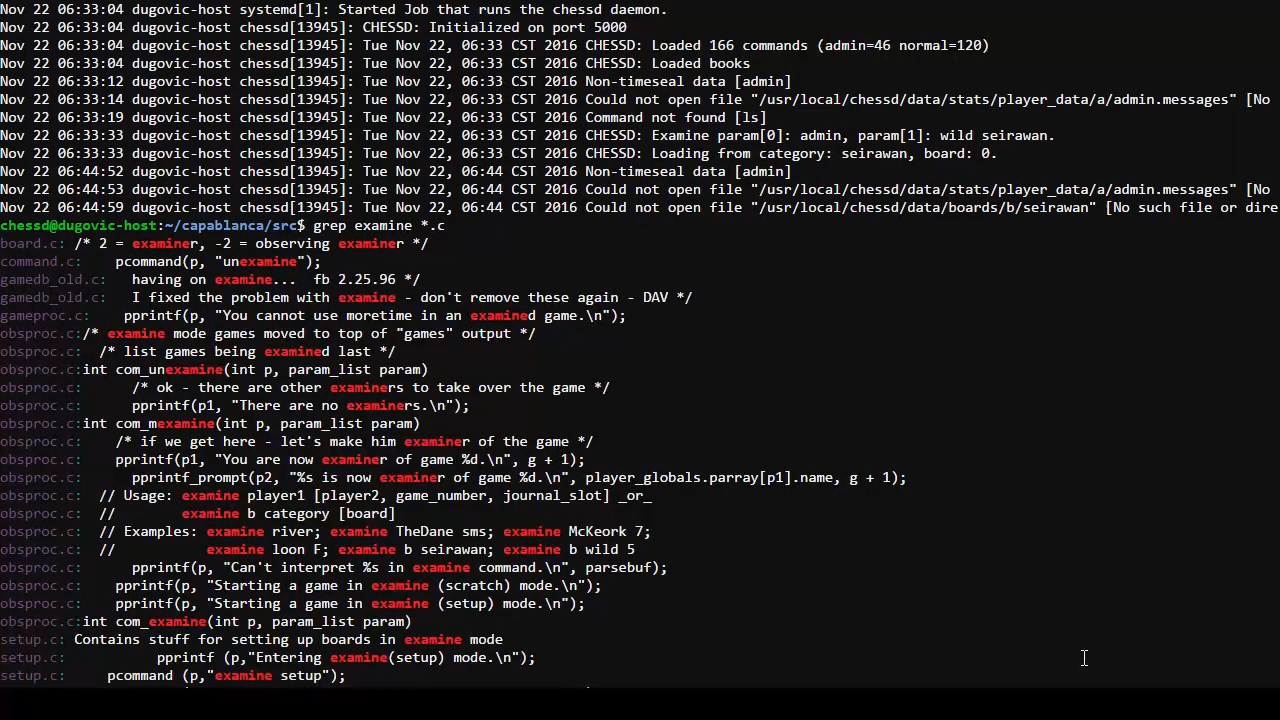 Nov 22 06:33:04 dugovic-host systemd[1]: Started Job that runs the chessd daemon.
Nov 22 06:33:04 dugovic-host chessd[13945]: CHESSD: Initialized on port 5000
Nov 22 06:33:04 dugovic-host chessd[13945]: Tue Nov 22, 06:33 CST 2016 CHESSD: Loaded 166 commands (admin=46 normal=120)
Nov 22 06:33:04 dugovic-host chessd[13945]: Tue Nov 22, 06:33 CST 2016 CHESSD: Loaded books
Nov 22 06:33:12 dugovic-host chessd[13945]: Tue Nov 22, 06:33 CST 2016 Non-timeseal data [admin]
Nov 22 06:33:14 dugovic-host chessd[13945]: Tue Nov 22, 06:33 CST 2016 Could not open file "/usr/local/chessd/data/stats/player_data/a/admin.messages" [No
Nov 22 06:33:19 dugovic-host chessd[13945]: Tue Nov 22, 06:33 CST 2016 Command not found [ls]
Nov 22 06:33:33 dugovic-host chessd[13945]: Tue Nov 22, 06:33 CST 2016 CHESSD: Examine param[0]: admin, param[1]: wild seirawan.
Nov 22 06:33:33 dugovic-host chessd[13945]: Tue Nov 22, 06:33 CST 2016 CHESSD: Loading from category: seirawan, board: 0.
Nov 22 06:44:52 dugovic-host chessd[13945]: Tue Nov 22, 06:44 CST 2016 Non-timeseal data [admin]
Nov 22 06:44:53 dugovic-host chessd[13945]: Tue Nov 22, 06:44 CST 2016 Could not open file "/usr/local/chessd/data/stats/player_data/a/admin.messages" [No
Nov 22 06:44:59 dugovic-host chessd[13945]: Tue Nov 22, 06:44 CST 2016 Could not open file "/usr/local/chessd/data/boards/b/seirawan" [No such file or dire
chessd@dugovic-host:~/capablanca/src$ grep examine *.c
board.c: /* 2 = examiner, -2 = observing examiner */
command.c:    pcommand(p, "unexamine");
gamedb_old.c:   having on examine...  fb 2.25.96 */
gamedb_old.c:   I fixed the problem with examine - don't remove these again - DAV */
gameproc.c:    pprintf(p, "You cannot use moretime in an examined game.\n");
obsproc.c:/* examine mode games moved to top of "games" output */
obsproc.c:  /* list games being examined last */
obsproc.c:int com_unexamine(int p, param_list param)
obsproc.c:      /* ok - there are other examiners to take over the game */
obsproc.c:      pprintf(p1, "There are no examiners.\n");
obsproc.c:int com_mexamine(int p, param_list param)
obsproc.c:    /* if we get here - let's make him examiner of the game */
obsproc.c:    pprintf(p1, "You are now examiner of game %d.\n", g + 1);
obsproc.c:      pprintf_prompt(p2, "%s is now examiner of game %d.\n", player_globals.parray[p1].name, g + 1);
obsproc.c:  // Usage: examine player1 [player2, game_number, journal_slot] _or_
obsproc.c:  //        examine b category [board]
obsproc.c:  // Examples: examine river; examine TheDane sms; examine McKeork 7;
obsproc.c:  //           examine loon F; examine b seirawan; examine b wild 5
obsproc.c:      pprintf(p, "Can't interpret %s in examine command.\n", parsebuf);
obsproc.c:    pprintf(p, "Starting a game in examine (scratch) mode.\n");
obsproc.c:    pprintf(p, "Starting a game in examine (setup) mode.\n");
obsproc.c:int com_examine(int p, param_list param)
setup.c: Contains stuff for setting up boards in examine mode
setup.c:           pprintf (p,"Entering examine(setup) mode.\n");
setup.c:     pcommand (p,"examine setup");